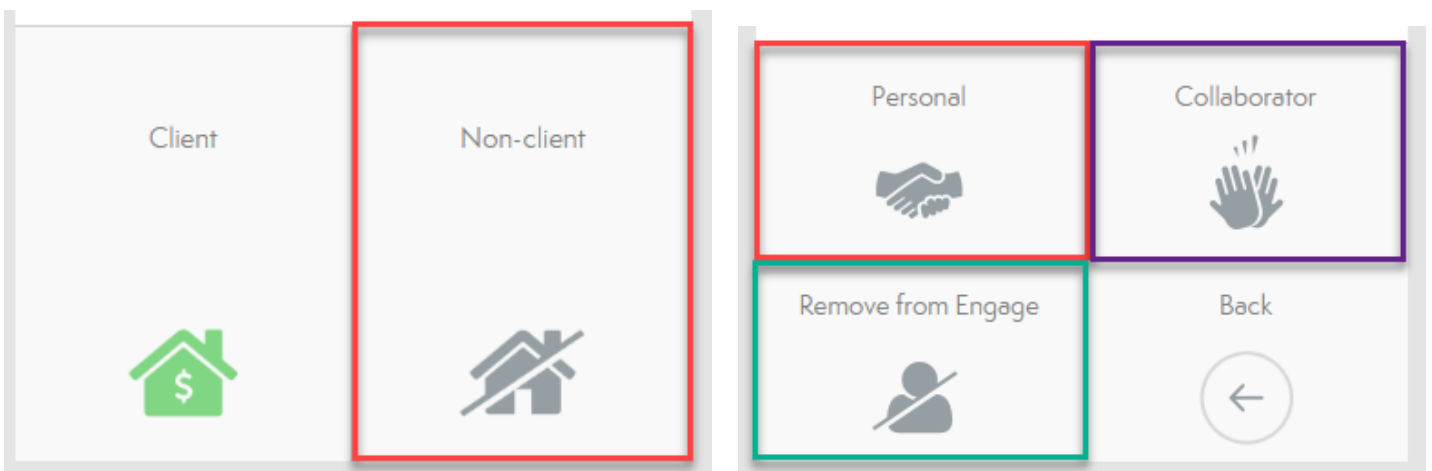 Client
Non-client
$
Personal
Collaborator
Remove from Engage
Back